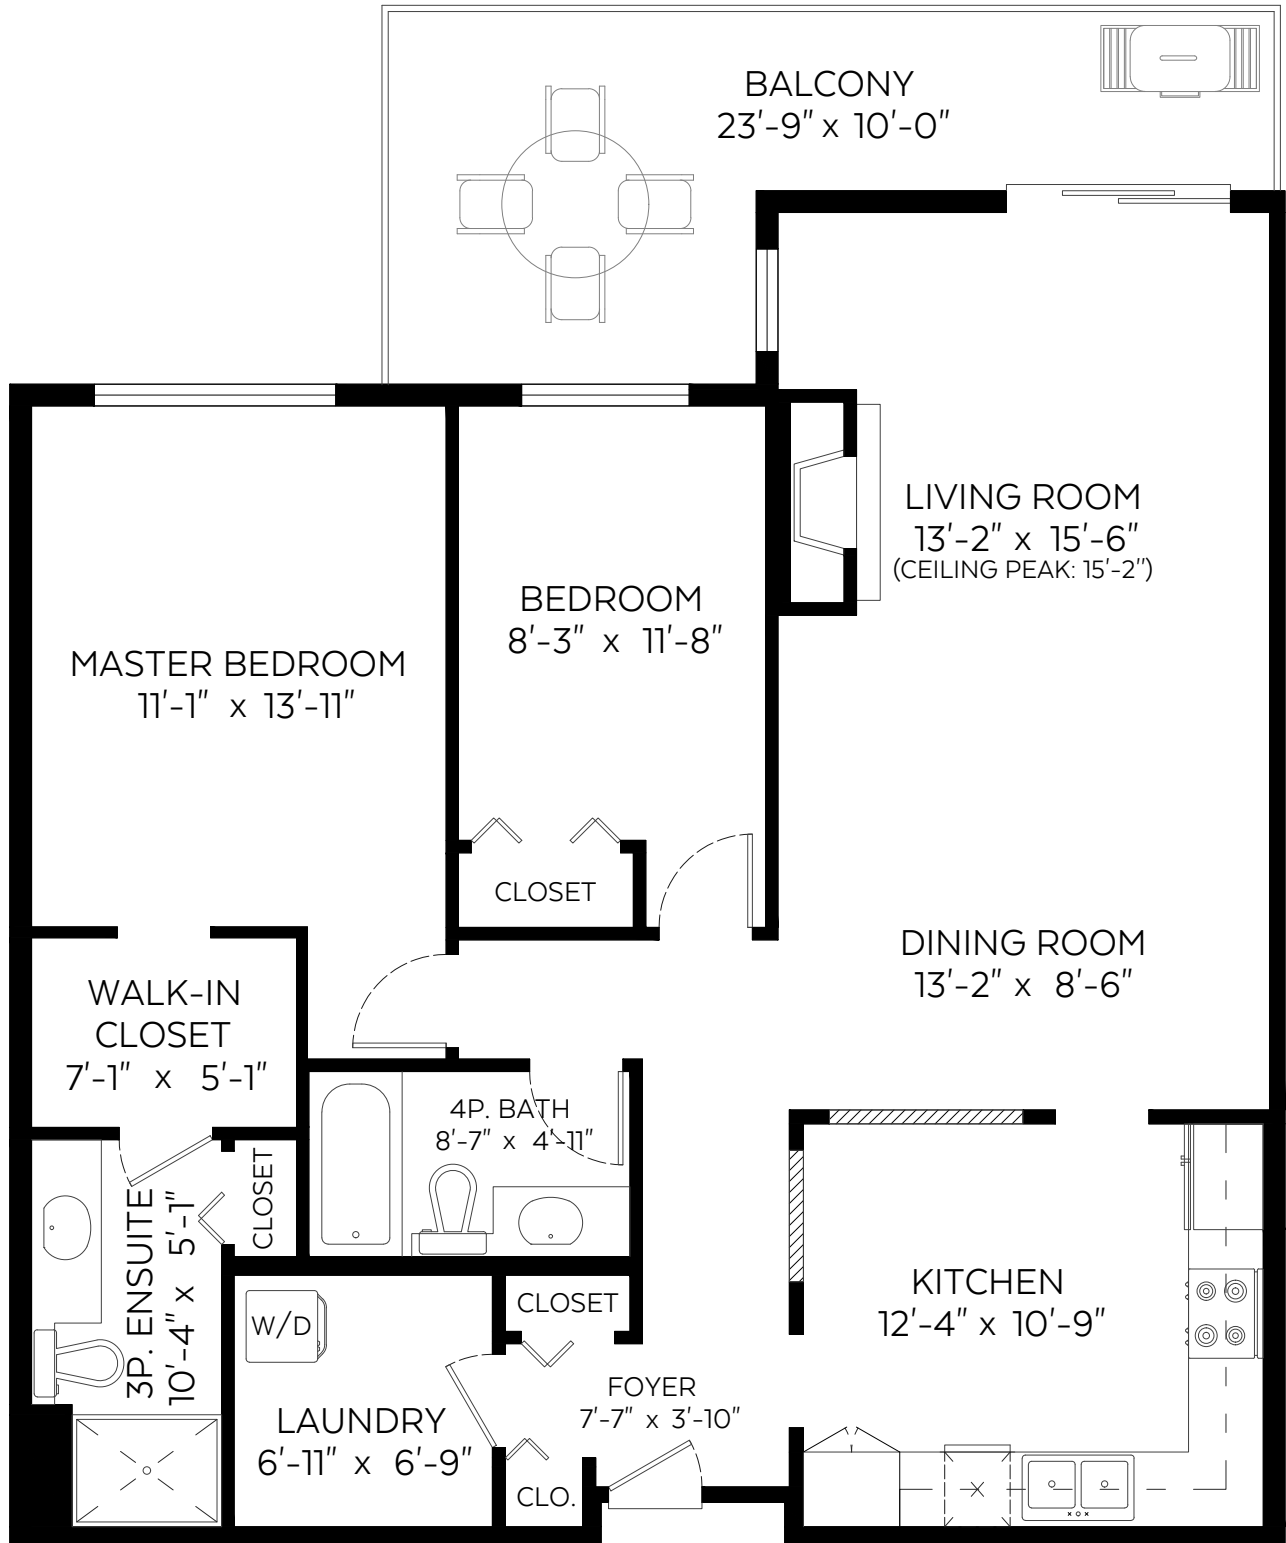 BALCONY
23'-9" x 10'-0"
LIVING ROOM
13'-2" x 15'-6"
(CEILING PEAK: 15'-2")
BEDROOM
8'-3" x 11'-8"
MASTER BEDROOM
11'-1" x 13'-11"
CLOSET
DINING ROOM
13'-2" x 8'-6"
WALK-IN
CLOSET
7'-1" x 5'-1"
4P. BATH
8'-7" x 4'-11"
CLOSET
3P. ENSUITE
10'-4" x 5'-1"
KITCHEN
12'-4" x 10'-9"
CLOSET
W/D
FOYER
7'-7" x 3'-10"
LAUNDRY
6'-11" x 6'-9"
CLO.